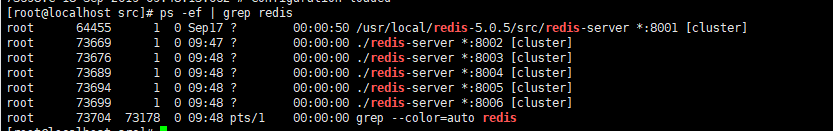 [root@localhost src]# ps -ef | grep redis
root 64455 1 0 Sep17 ? 00:00:50 /usr/local/redis-5.0.5/src/redis-server *:8001 [cluster]
root 73669 1 0 09:47 ? 00:00:00 ./redis-server *:8002 [cluster]
root 73676 1 0 09:48 ? 00:00:00 ./redis-server *:8003 [cluster]
root 73689 1 0 09:48 ? 00:00:00 ./redis-server *:8004 [cluster]
root 73694 1 0 09:48 ? 00:00:00 ./redis-server *:8005 [cluster]
root 73699 1 0 09:48 ? 00:00:00 ./redis-server *:8006 [cluster]
root 73704 73178 0 09:48 pts/1 00:00:00 grep --color=auto redis
[root@localhost src]#